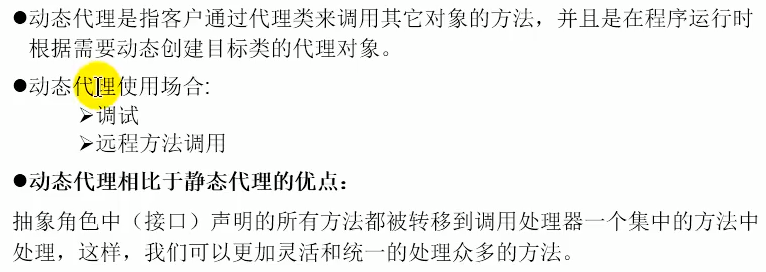 ●动态代理是指客户通过代理类来调用其它对象的方法，并且是在程序运行时
根据需要动态创建目标类的代理对象。
●动态代理使用场合:
➢调试
➢远程方法调用
●动态代理相比于静态代理的优点：
抽象角色中（接口）声明的所有方法都被转移到调用处理器一个集中的方法中
处理，这样，我们可以更加灵活和统一的处理众多的方法。